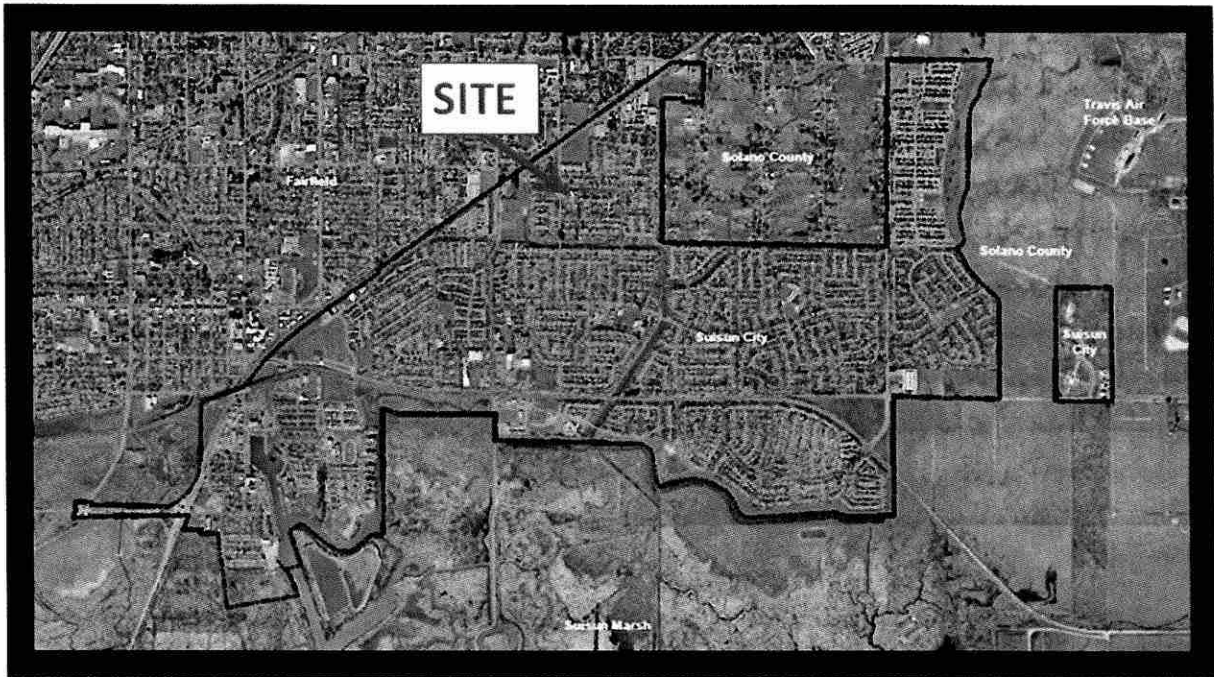 SITE
Travis Air
Force Base
Solano County
Fairfield
Solano County
Suisun City
Suisun
City
Suisun Marsh